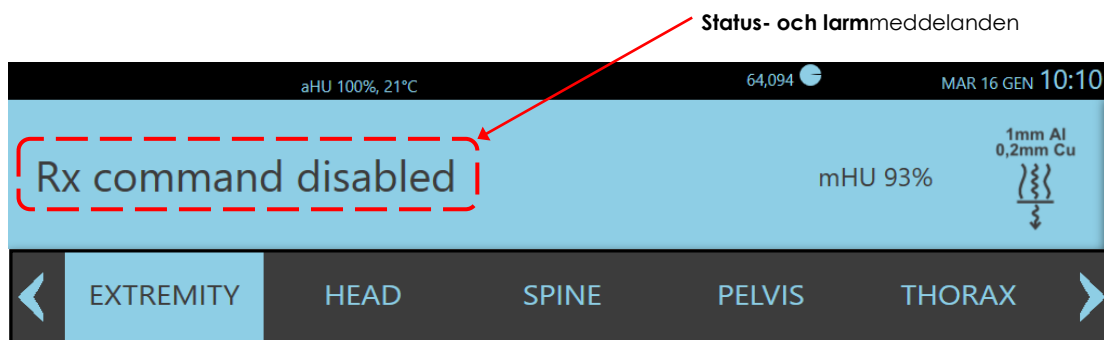 Status- och larmmeddelanden
aHU 100%, 21°C 64,094 MAR 16 GEN 10:10
Rx command disabled
mHU 93%
1mm Al
0,2mm Cu
EXTREMITY HEAD SPINE PELVIS THORAX